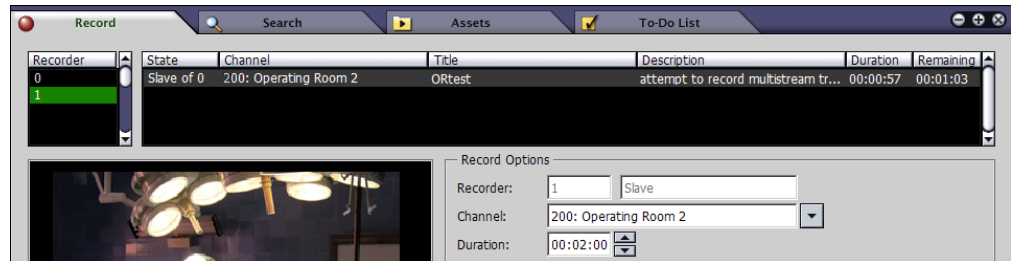 Record Search Assets To-Do List
Recorder State Channel Title Description Duration Remaining
0 Slave of 0 200: Operating Room 2 ORtest attempt to record multistream tr... 00:00:57 00:01:03
1
Record Options
Recorder: 1 Slave
Channel: 200: Operating Room 2
Duration: 00:02:00